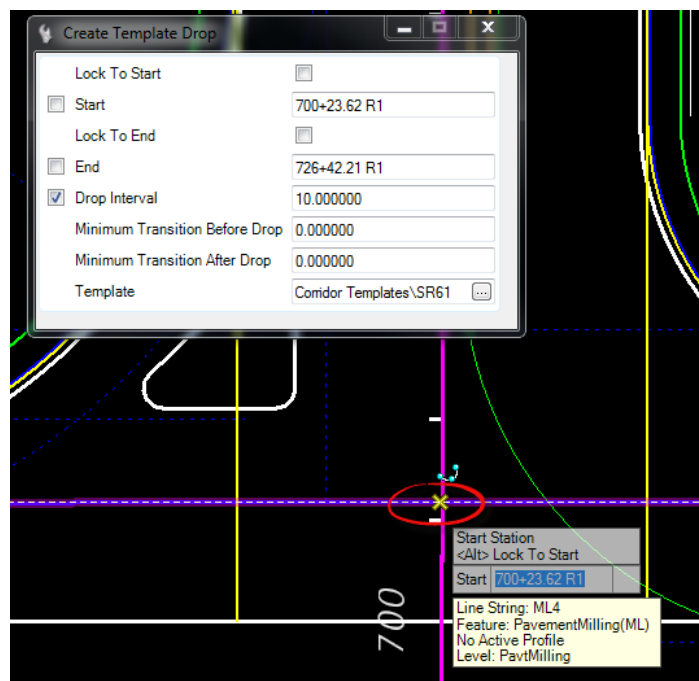 Create Template Drop
Lock To Start
Start 700+23.62 R1
Lock To End
End 726+42.21 R1
Drop Interval 10.000000
Minimum Transition Before Drop 0.000000
Minimum Transition After Drop 0.000000
Template Corridor Templates\SR61 ...
Start Station
<Alt> Lock To Start
Start 700+23.62 R1
Line String: ML4
Feature: PavementMilling(ML)
No Active Profile
Level: PavtMilling
700